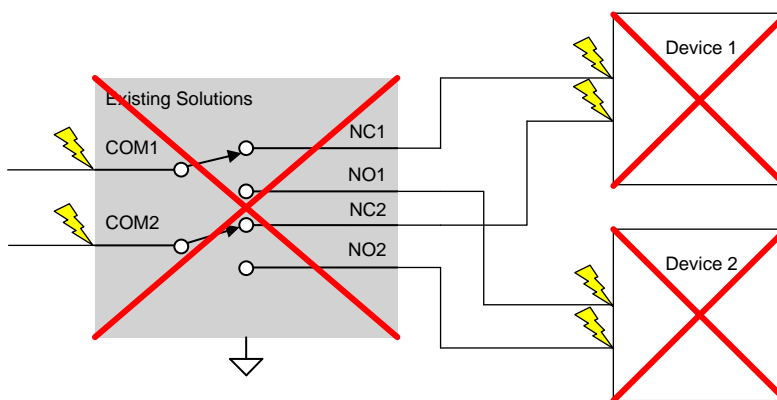 Existing Solutions
COM1
COM2
NC1
NO1
NC2
NO2
Device 1
Device 2